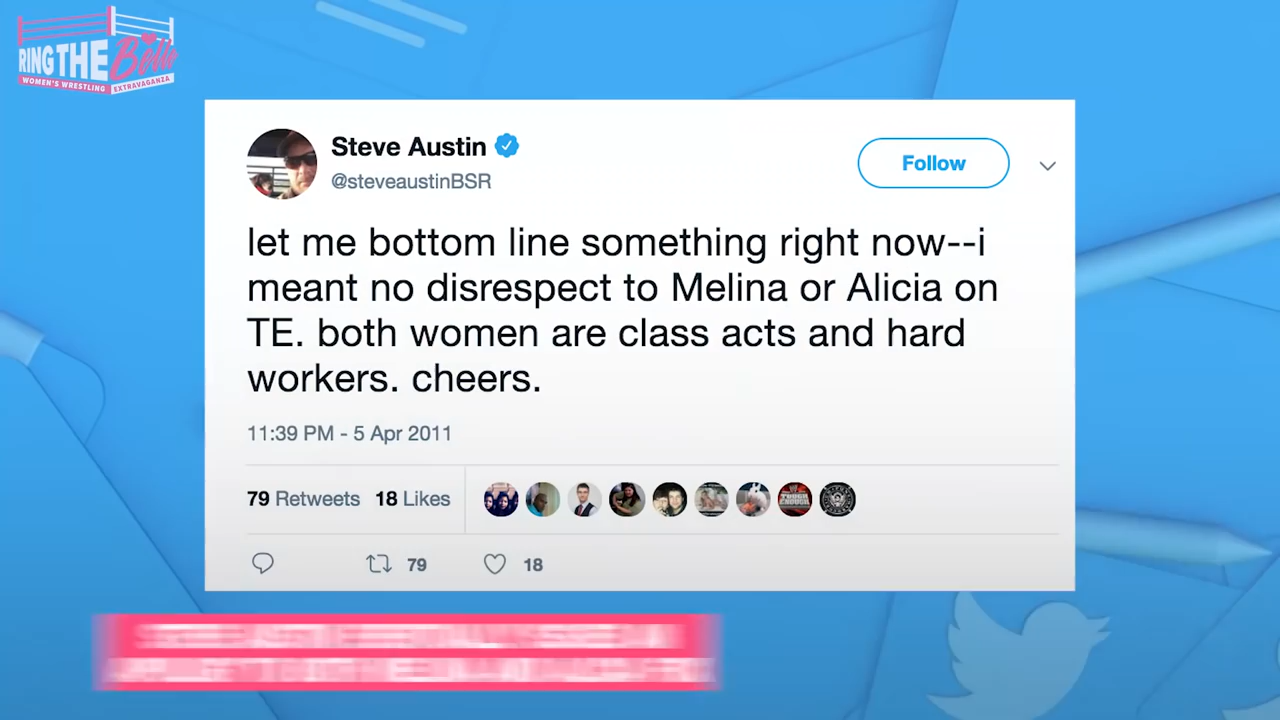 RING THE Belle
WOMEN'S WRESTLING EXTRAVAGANZA
Steve Austin
@steveaustinBSR
Follow
let me bottom line something right now--i
meant no disrespect to Melina or Alicia on
TE. both women are class acts and hard
workers. cheers.
11:39 PM - 5 Apr 2011
79 Retweets 18 Likes
TOUGH
ENOUGH
79 18